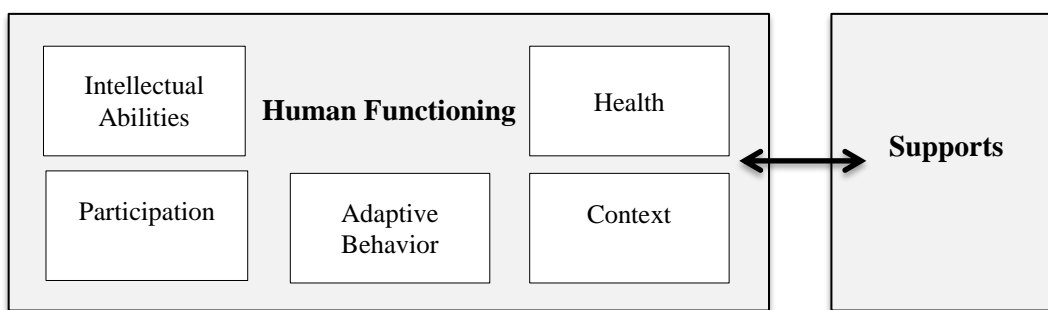 Intellectual
Abilities
Human Functioning
Health
Supports
Participation
Adaptive
Behavior
Context